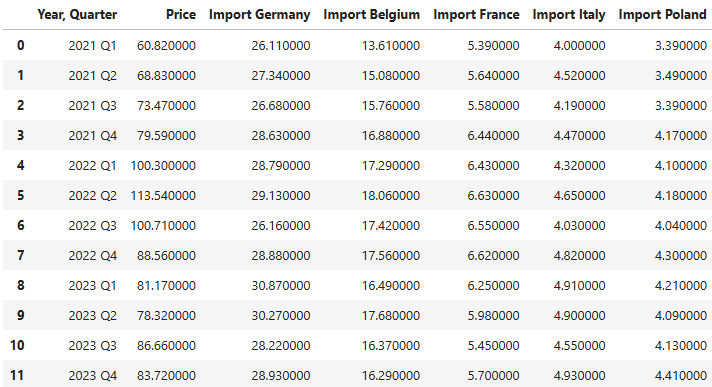 Year, Quarter Price Import Germany Import Belgium Import France Import Italy Import Poland
0 2021 Q1 60.820000 26.110000 13.610000 5.390000 4.000000 3.390000
1 2021 Q2 68.830000 27.340000 15.080000 5.640000 4.520000 3.490000
2 2021 Q3 73.470000 26.680000 15.760000 5.580000 4.190000 3.390000
3 2021 Q4 79.590000 28.630000 16.880000 6.440000 4.470000 4.170000
4 2022 Q1 100.300000 28.790000 17.290000 6.430000 4.320000 4.100000
5 2022 Q2 113.540000 29.130000 18.060000 6.630000 4.650000 4.180000
6 2022 Q3 100.710000 26.160000 17.420000 6.550000 4.030000 4.040000
7 2022 Q4 88.560000 28.880000 17.560000 6.620000 4.820000 4.300000
8 2023 Q1 81.170000 30.870000 16.490000 6.250000 4.910000 4.210000
9 2023 Q2 78.320000 30.270000 17.680000 5.980000 4.900000 4.090000
10 2023 Q3 86.660000 28.220000 16.370000 5.450000 4.550000 4.130000
11 2023 Q4 83.720000 28.930000 16.290000 5.700000 4.930000 4.410000